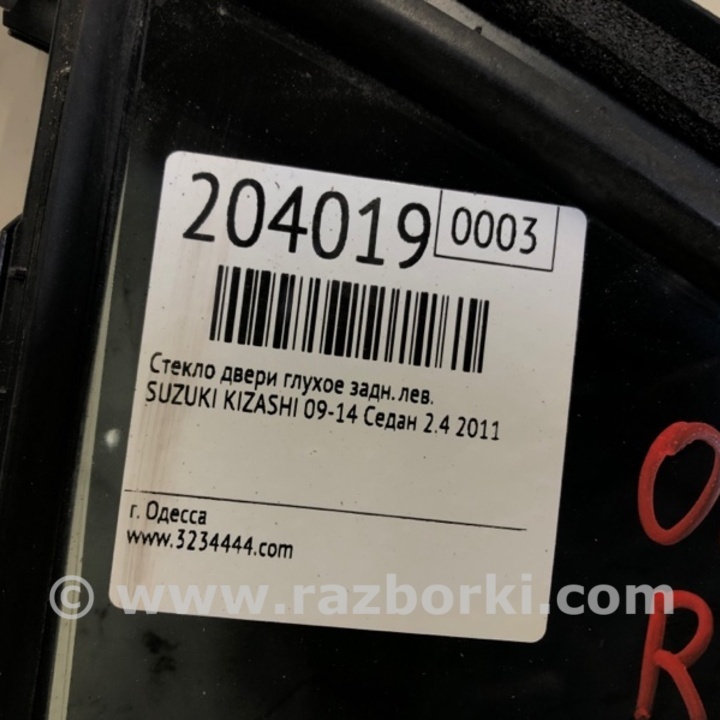 204019 0003
Стекло двери глухое задн. лев.
SUZUKI KIZASHI 09-14 Седан 2.4 2011
г. Одесса
www.3234444.com
© www.razborki.com
O
R